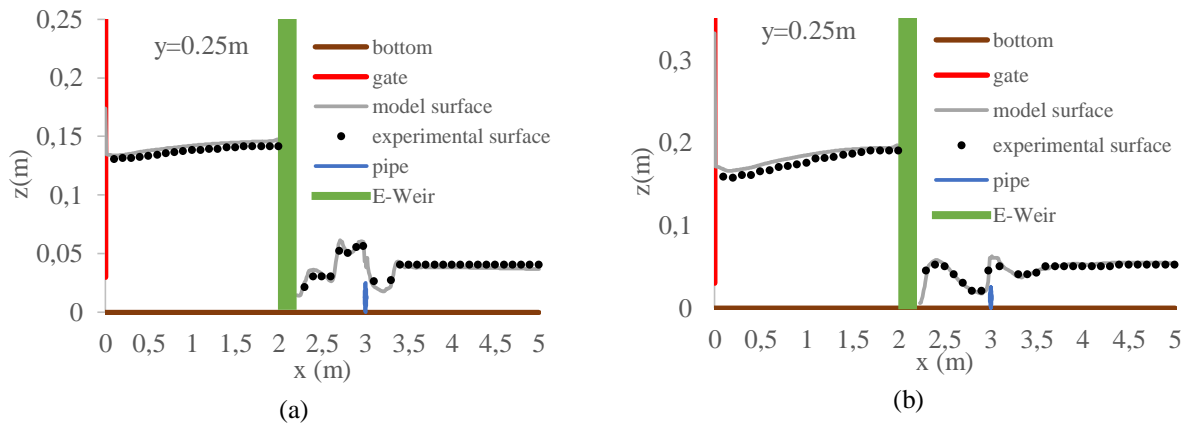 0,25
0,2
0,15
0,1
0,05
0
z(m)
y=0.25m
bottom
gate
model surface
experimental surface
pipe
E-Weir
0 0,5 1 1,5 2 2,5 3 3,5 4 4,5 5
x (m)
(a)
0,3
0,2
0,1
0
z(m)
y=0.25m
bottom
gate
model surface
experimental surface
pipe
E-Weir
0 0,5 1 1,5 2 2,5 3 3,5 4 4,5 5
x (m)
(b)